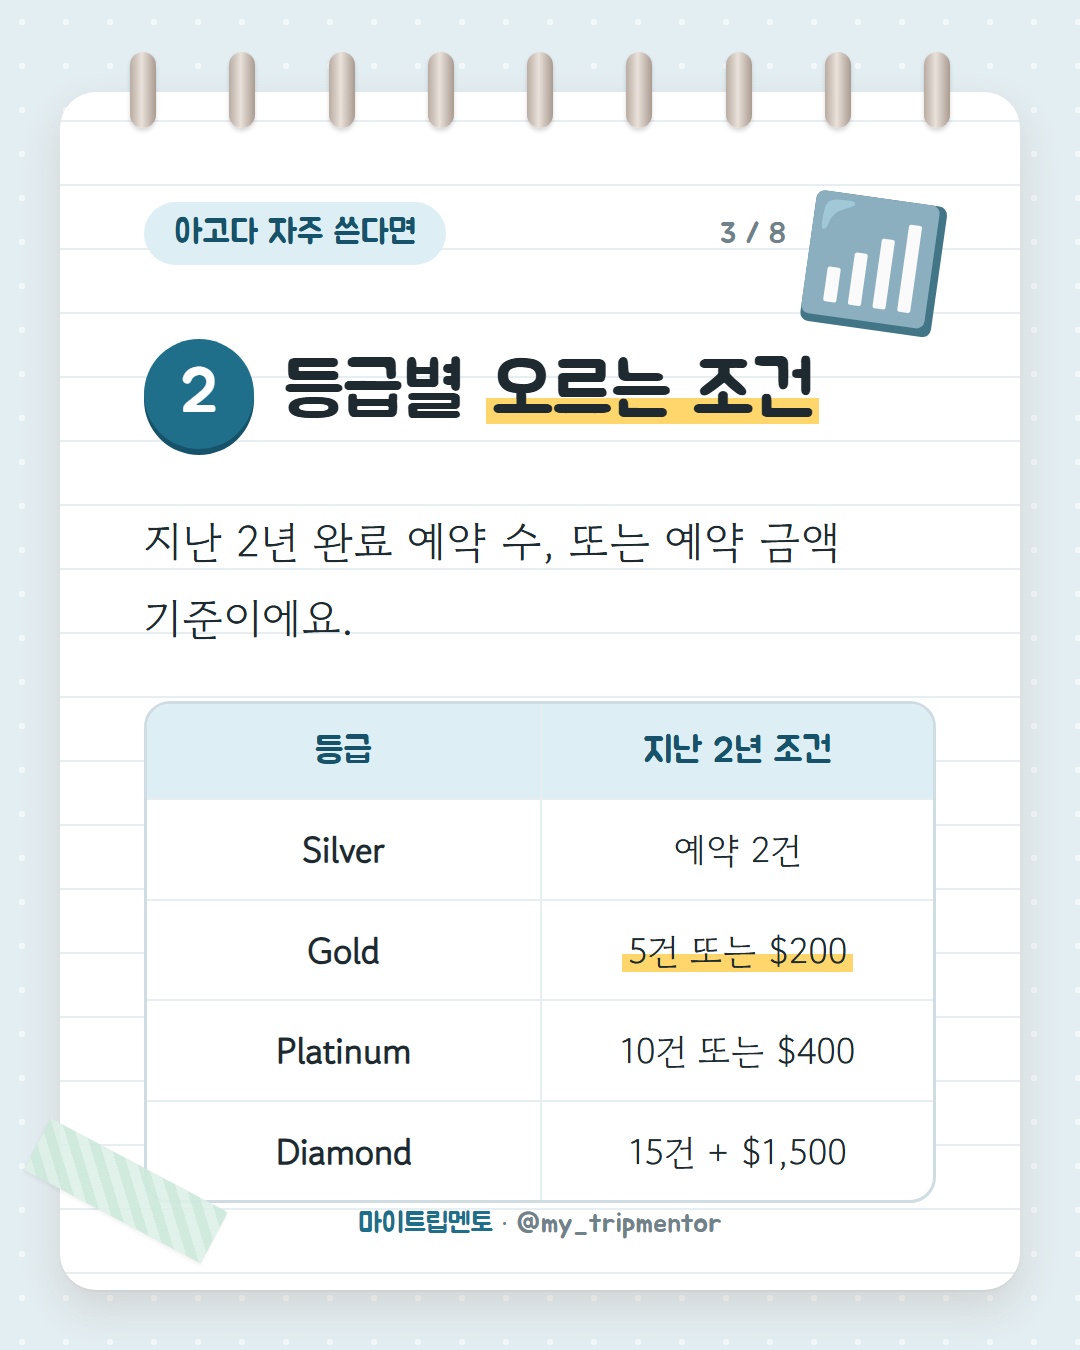 아고다 자주 쓴다면
3 / 8
2 등급별 오르는 조건
지난 2년 완료 예약 수, 또는 예약 금액
기준이에요.
등급 지난 2년 조건
Silver 예약 2건
Gold 5건 또는 $200
Platinum 10건 또는 $400
Diamond 15건 + $1,500
마이트립멘토 · @my_tripmentor